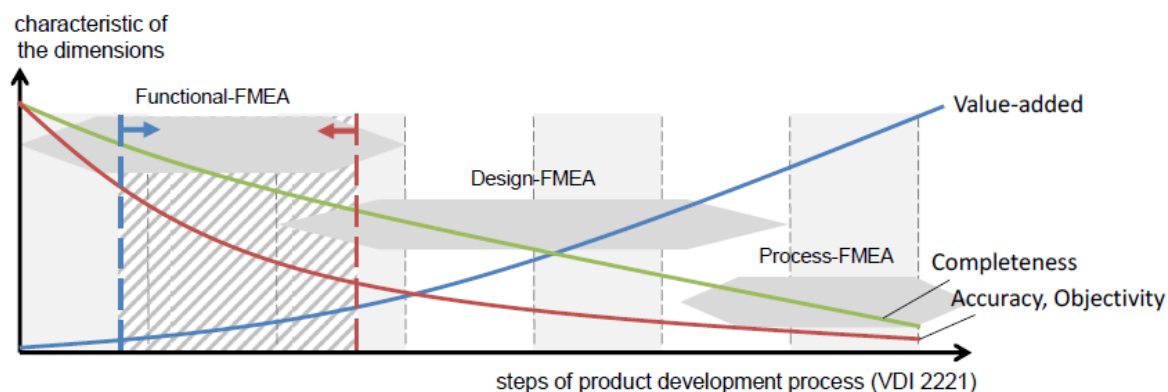 characteristic of
the dimensions
Functional-FMEA
Value-added
Design-FMEA
Process-FMEA
Completeness
Accuracy, Objectivity
steps of product development process (VDI 2221)